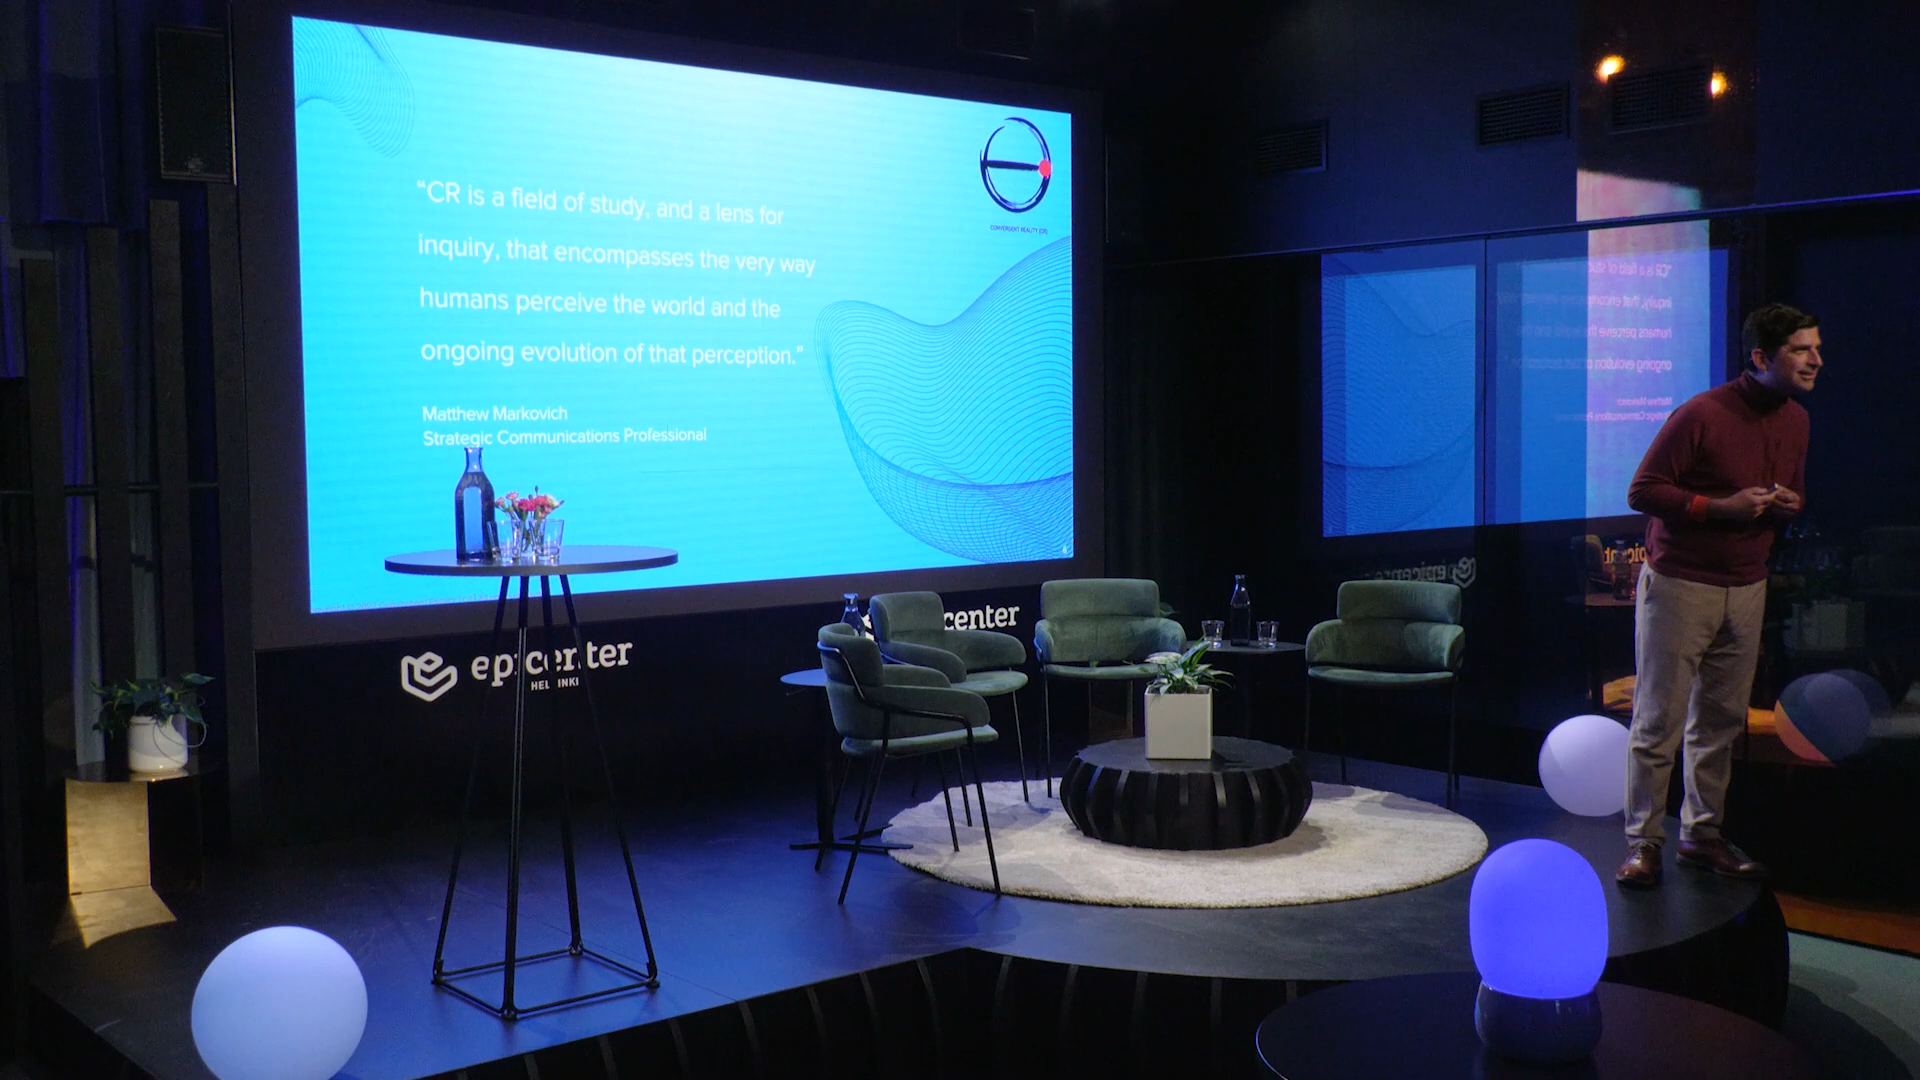 “CR is a field of study, and a lens for
inquiry, that encompasses the very way
humans perceive the world and the
ongoing evolution of that perception.”
Matthew Markovich
Strategic Communications Professional
CONVERGENT REALITY (CR)
epicenter
HELSINKI
center